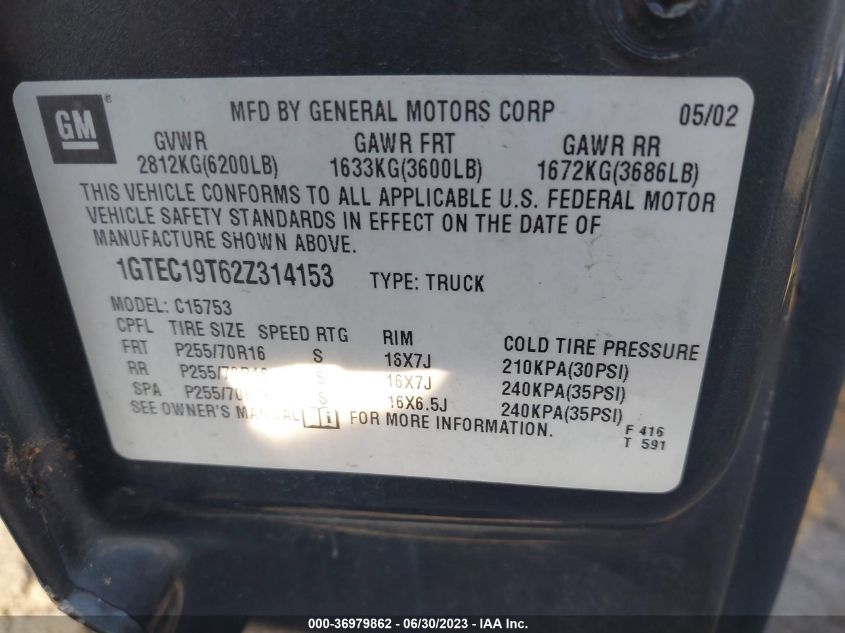 GM ®
MFD BY GENERAL MOTORS CORP 05/02
GVWR GAWR FRT GAWR RR
2812KG(6200LB) 1633KG(3600LB) 1672KG(3686LB)
THIS VEHICLE CONFORMS TO ALL APPLICABLE U.S. FEDERAL MOTOR
VEHICLE SAFETY STANDARDS IN EFFECT ON THE DATE OF
MANUFACTURE SHOWN ABOVE.
1GTEC19T62Z314153 TYPE: TRUCK
MODEL: C15753
CPFL TIRE SIZE SPEED RTG RIM COLD TIRE PRESSURE
FRT P255/70R16 S 16X7J 210KPA(30PSI)
RR P255/70R16 S 16X7J 240KPA(35PSI)
SPA S 16X6.5J 240KPA(35PSI)
SEE OWNER'S MANUAL i FOR MORE INFORMATION.
F 416
T 591
000-36979862 - 06/30/2023 - IAA Inc.